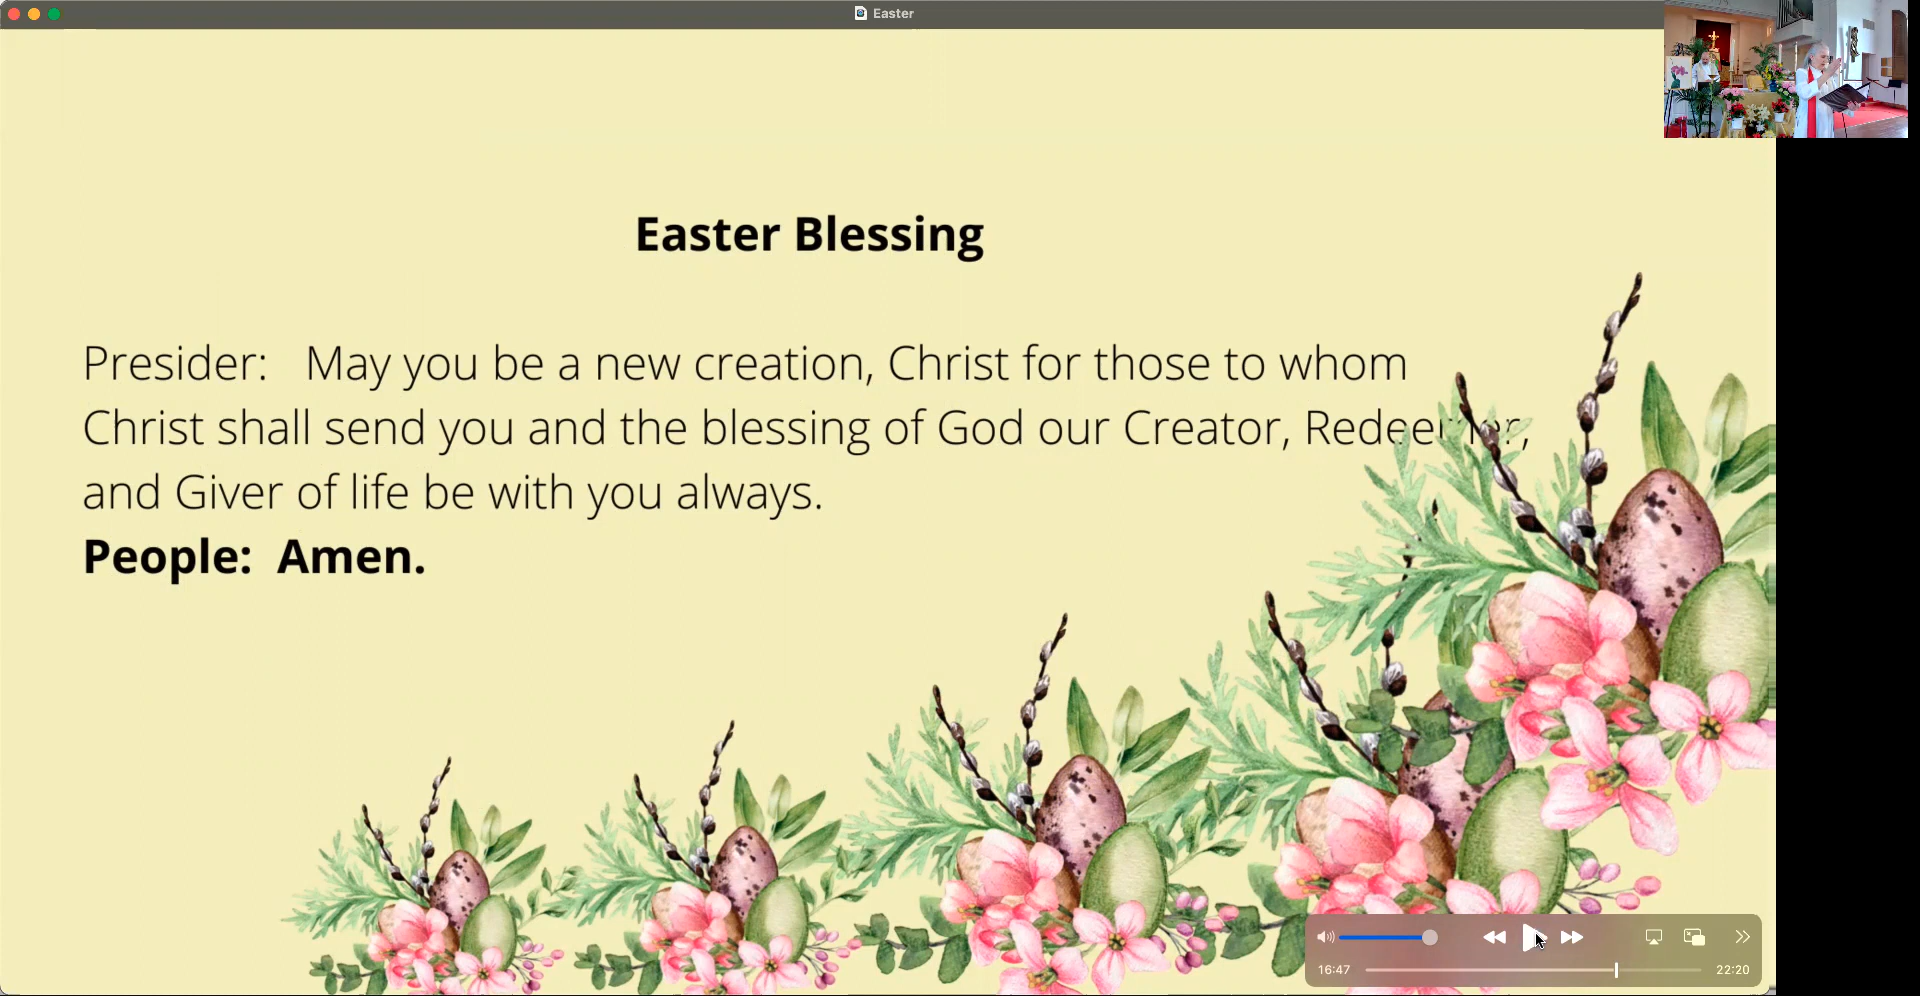 Easter
Easter Blessing
Presider: May you be a new creation, Christ for those to whom
Christ shall send you and the blessing of God our Creator, Redeemer,
and Giver of life be with you always.
People: Amen.
16:47
22:20